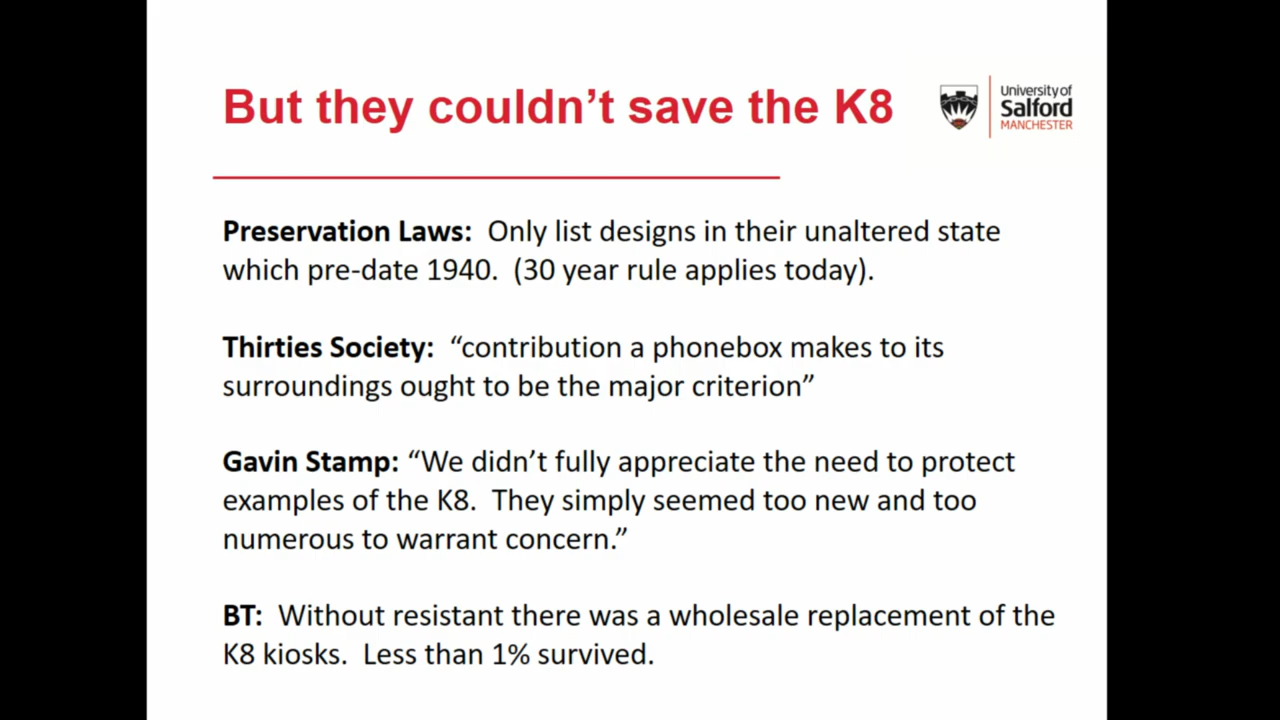 But they couldn’t save the K8
University of
Salford
MANCHESTER
Preservation Laws:  Only list designs in their unaltered state
which pre-date 1940.  (30 year rule applies today).
Thirties Society:  “contribution a phonebox makes to its
surroundings ought to be the major criterion”
Gavin Stamp: “We didn’t fully appreciate the need to protect
examples of the K8.  They simply seemed too new and too
numerous to warrant concern.”
BT:  Without resistant there was a wholesale replacement of the
K8 kiosks.  Less than 1% survived.